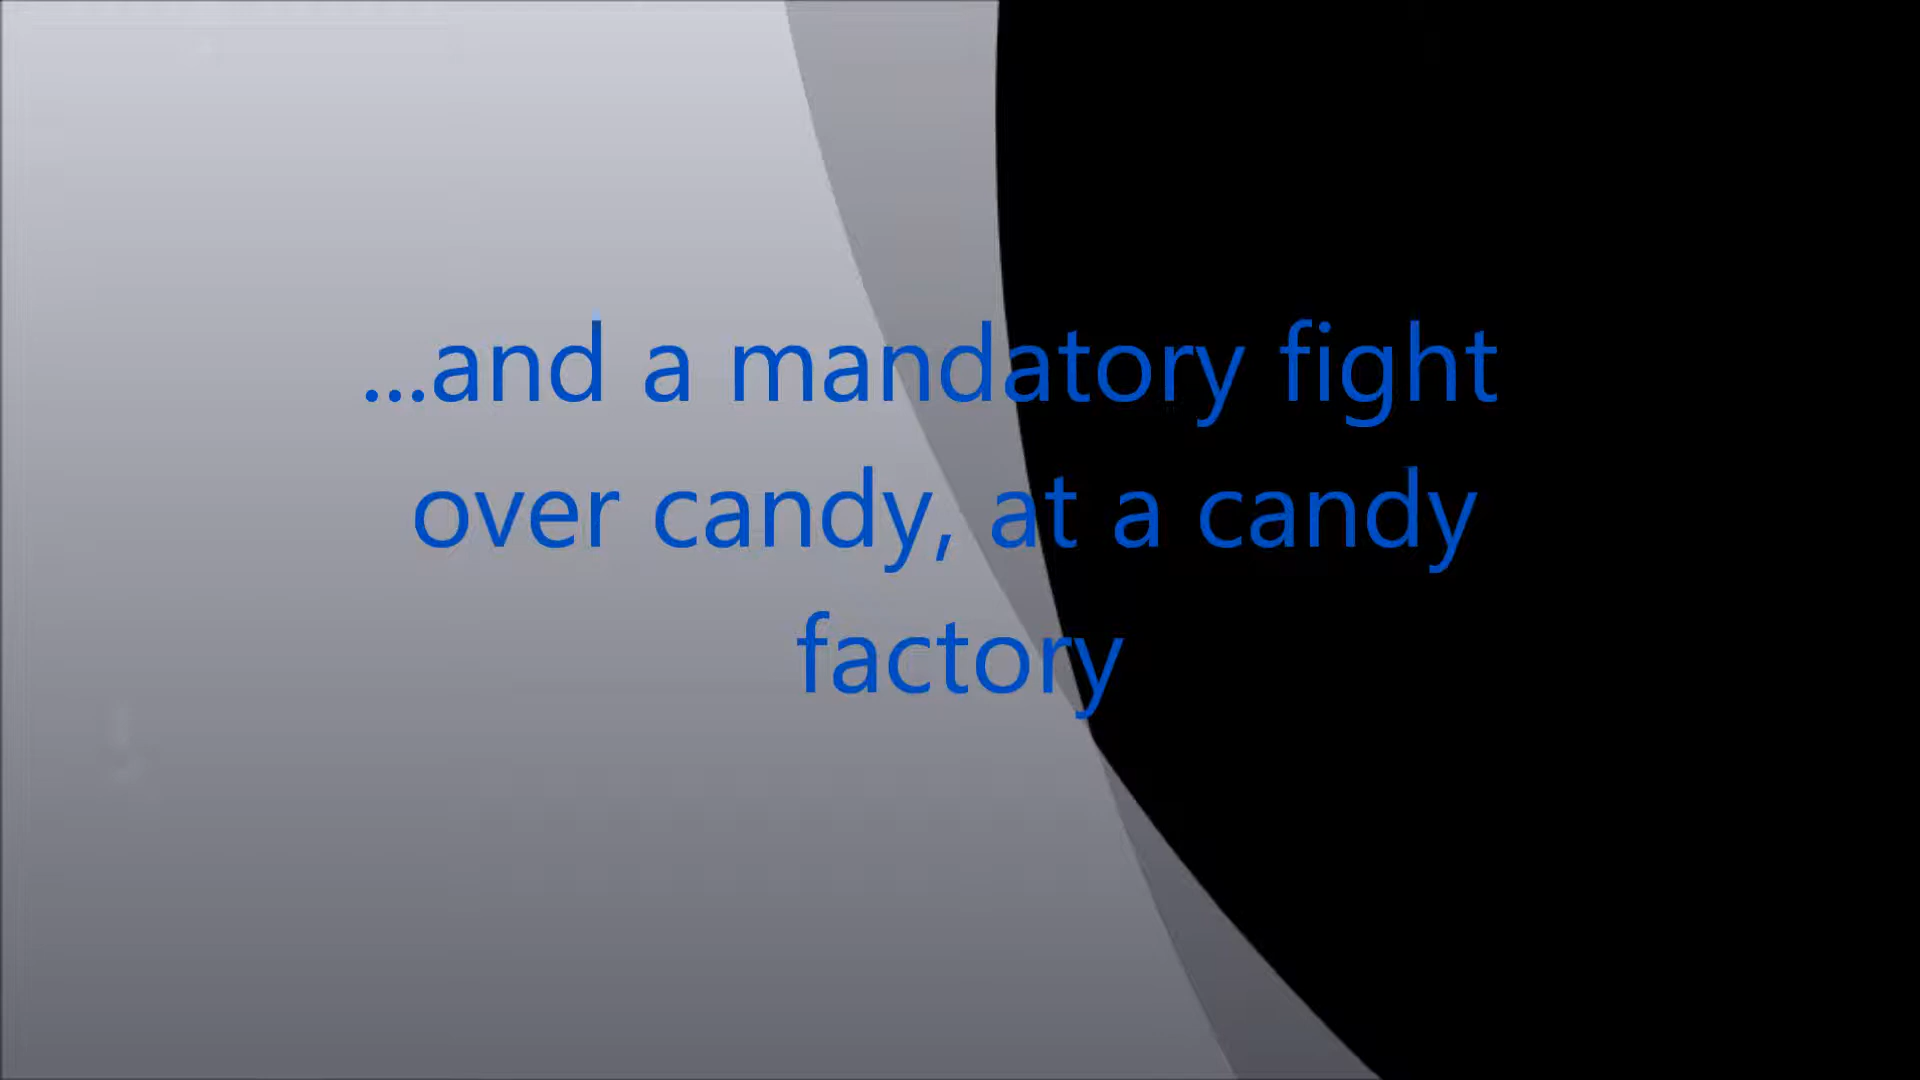 ...and a mandatory fight
over candy, at a candy
factory